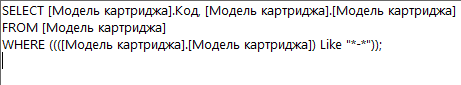 SELECT [Модель картриджа].Код, [Модель картриджа].[Модель картриджа]
FROM [Модель картриджа]
WHERE ((([Модель картриджа].[Модель картриджа]) Like "*-*"));